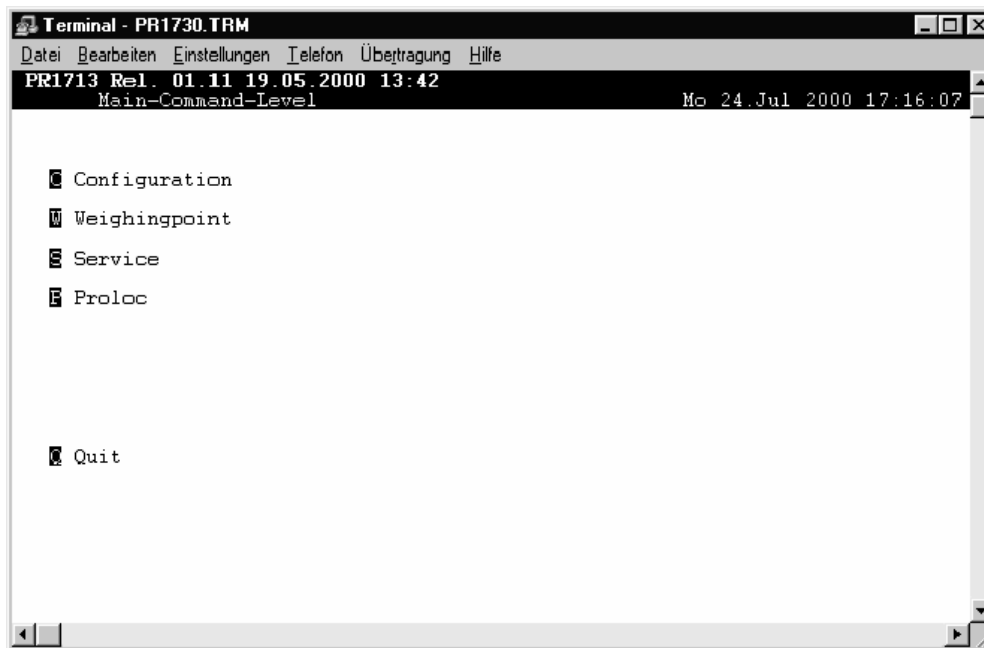 Terminal - PR1730.TRM
Datei Bearbeiten Einstellungen Telefon Übertragung Hilfe
PR1713 Rel. 01.11 19.05.2000 13:42
Main-Command-Level Mo 24.Jul 2000 17:16:07
C Configuration
W Weighingpoint
S Service
P Proloc
Q Quit